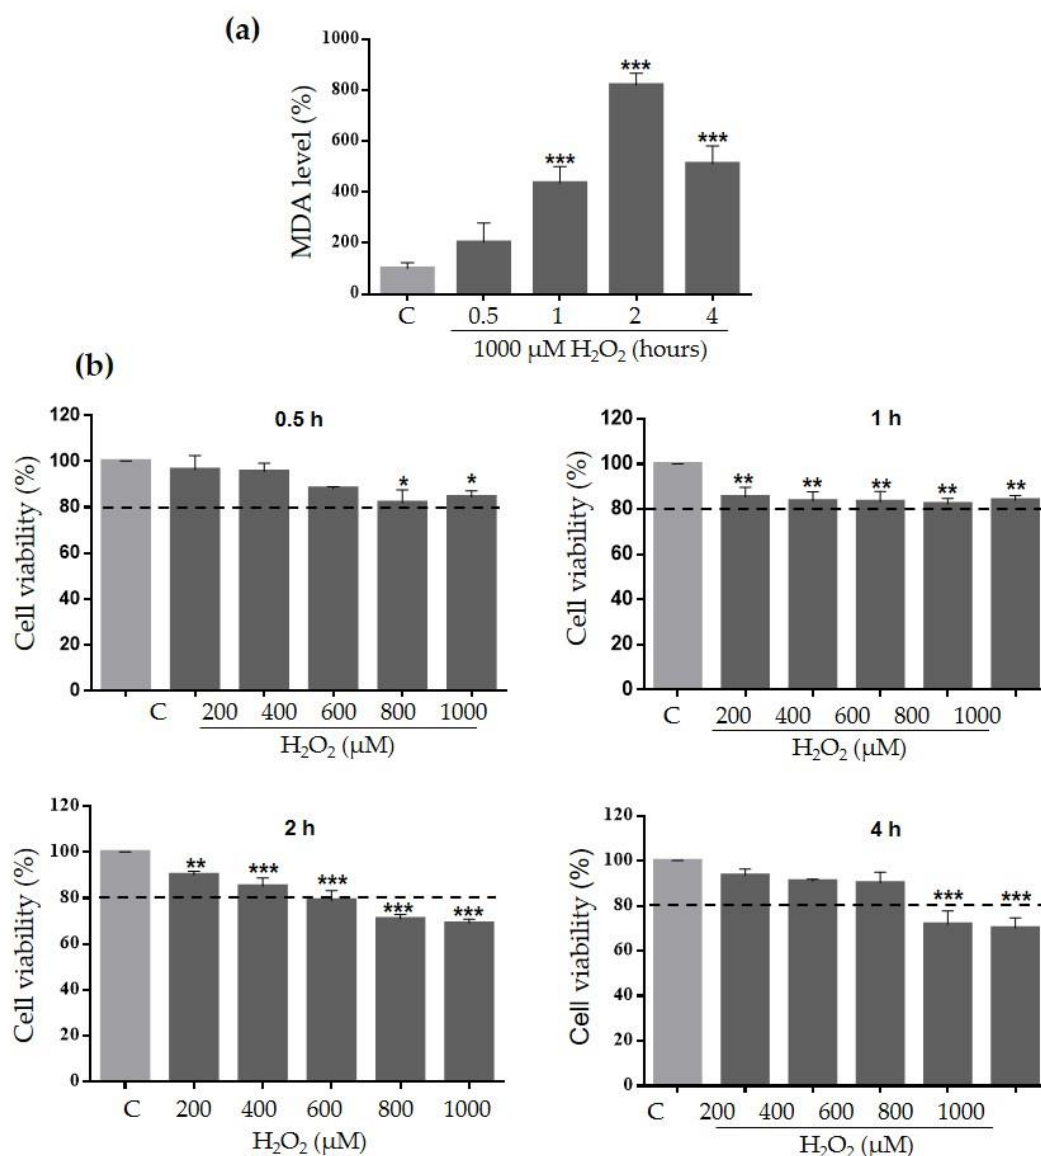 (a)
MDA level (%)
1000
800
600
400
200
0
***
***
***
C 0.5 1 2 4
1000 µM H₂O₂ (hours)
(b)
0.5 h
Cell viability (%)
120
100
80
60
40
20
0
* *
C 200 400 600 800 1000
H₂O₂ (µM)
1 h
Cell viability (%)
120
100
80
60
40
20
0
** ** ** ** **
C 200 400 600 800 1000
H₂O₂ (µM)
2 h
Cell viability (%)
120
100
80
60
40
20
0
** *** *** *** ***
C 200 400 600 800 1000
H₂O₂ (µM)
4 h
Cell viability (%)
120
100
80
60
40
20
0
*** ***
C 200 400 600 800 1000
H₂O₂ (µM)